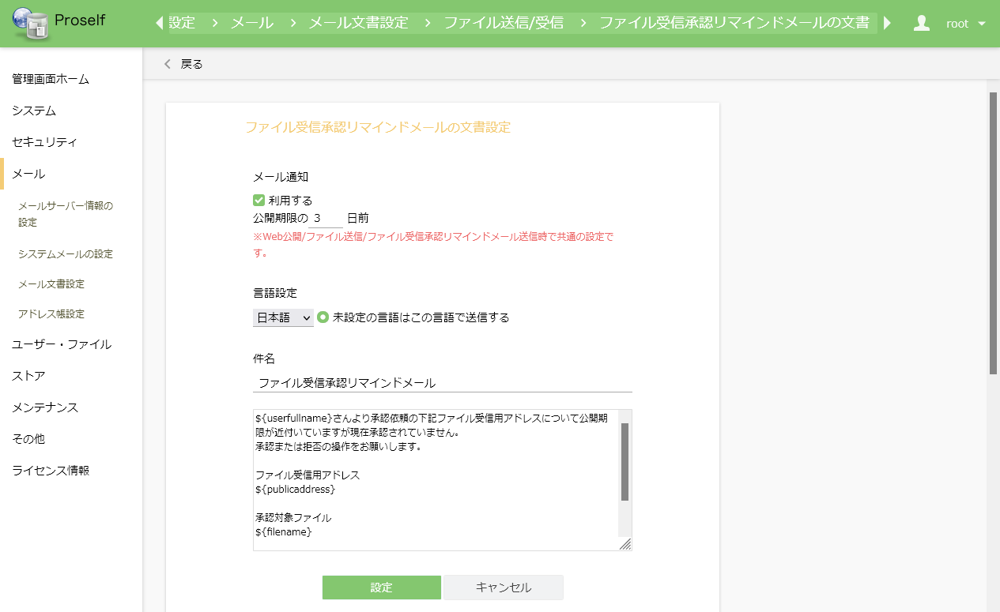 Proself
設定 > メール > メール文書設定 > ファイル送信/受信 > ファイル受信承認リマインドメールの文書
root
戻る
管理画面ホーム
システム
セキュリティ
メール
メールサーバー情報の
設定
システムメールの設定
メール文書設定
アドレス帳設定
ユーザー・ファイル
ストア
メンテナンス
その他
ライセンス情報
ファイル受信承認リマインドメールの文書設定
メール通知
利用する
公開期限の 3 日前
※Web公開/ファイル送信/ファイル受信承認リマインドメール送信時で共通の設定で
す。
言語設定
日本語 未設定の言語はこの言語で送信する
件名
ファイル受信承認リマインドメール
${userfullname}さんより承認依頼の下記ファイル受信用アドレスについて公開期
限が近付いていますが現在承認されていません。
承認または拒否の操作をお願いします。
ファイル受信用アドレス
${publicaddress}
承認対象ファイル
${filename}
設定 キャンセル